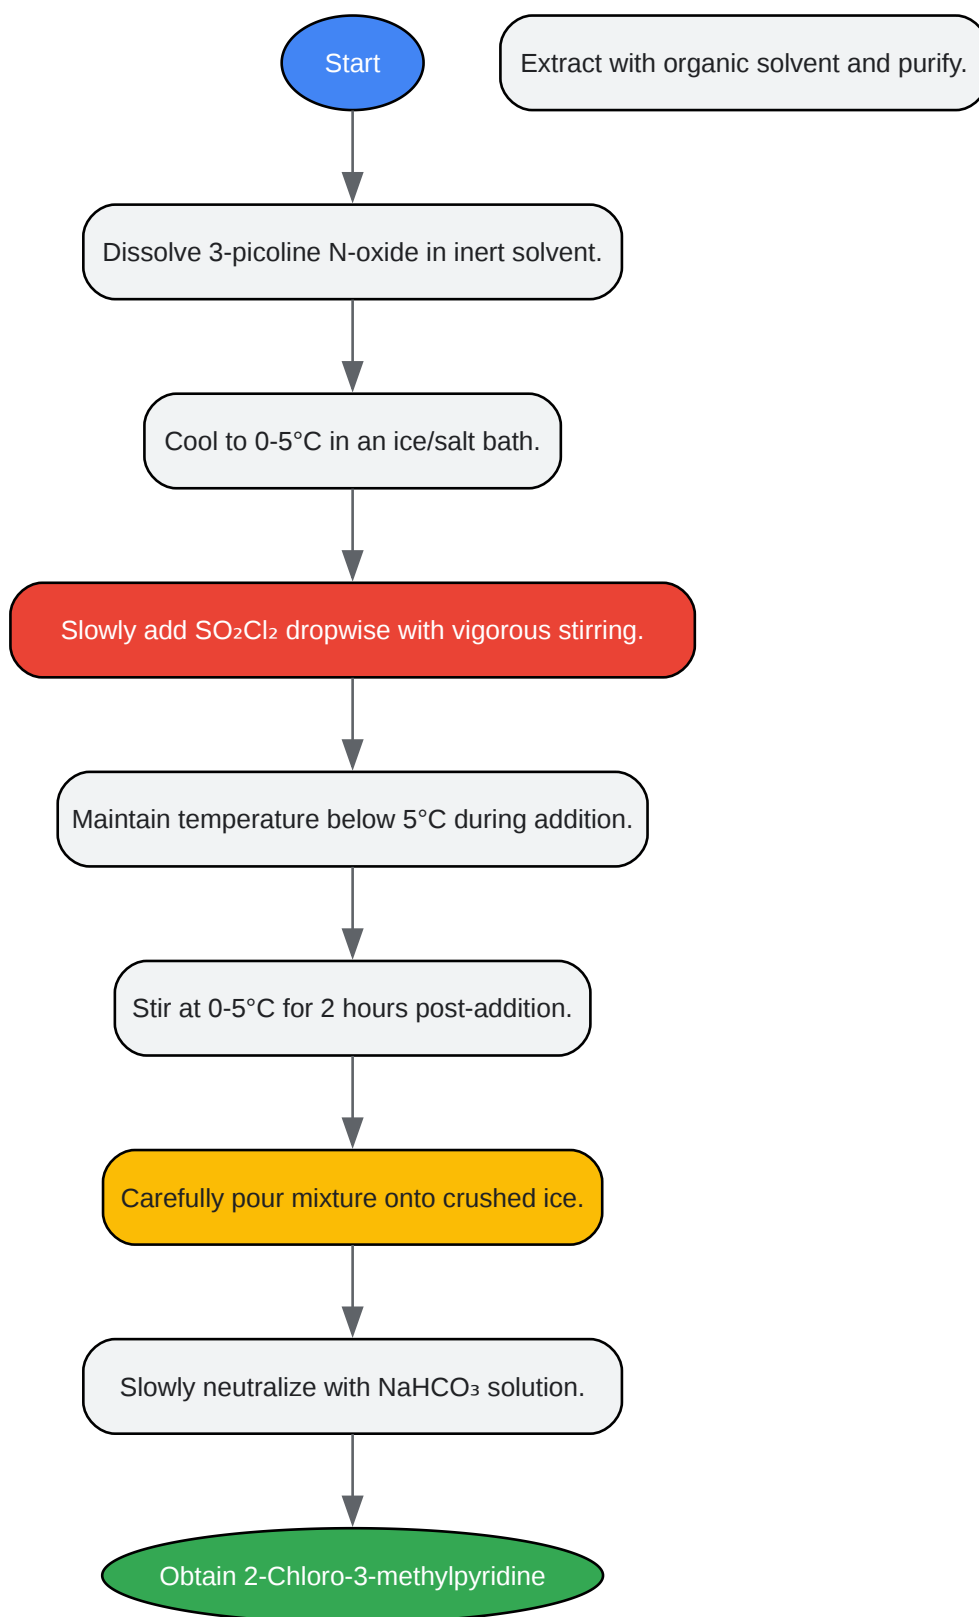 Start
Extract with organic solvent and purify.
Dissolve 3-picoline N-oxide in inert solvent.
Cool to 0-5°C in an ice/salt bath.
Slowly add SO₂Cl₂ dropwise with vigorous stirring.
Maintain temperature below 5°C during addition.
Stir at 0-5°C for 2 hours post-addition.
Carefully pour mixture onto crushed ice.
Slowly neutralize with NaHCO₃ solution.
Obtain 2-Chloro-3-methylpyridine